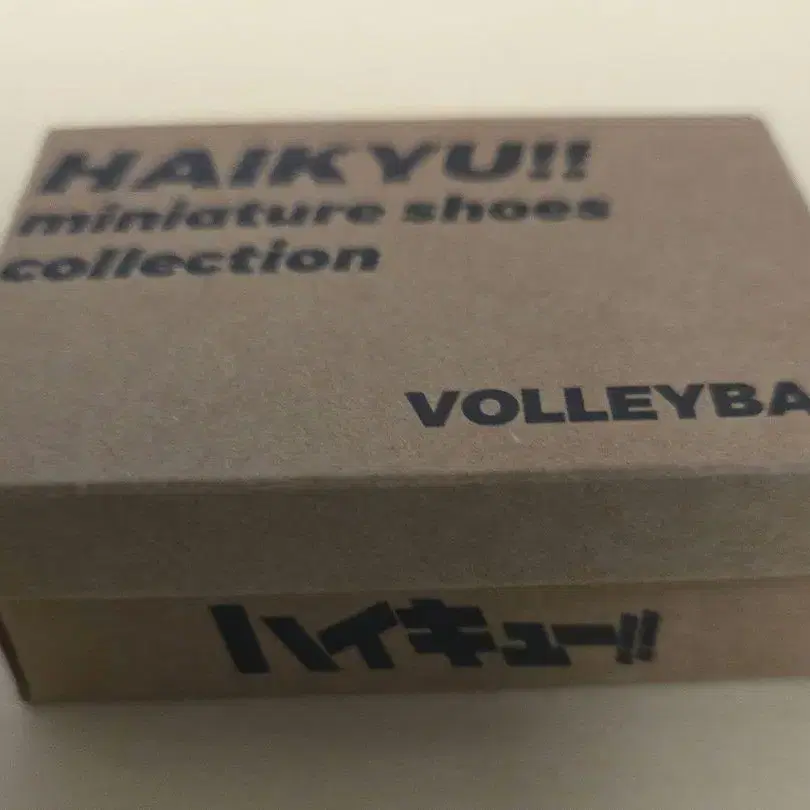 HAIKYU!!
miniature shoes
collection
VOLLEYBA
ハイキュー!!